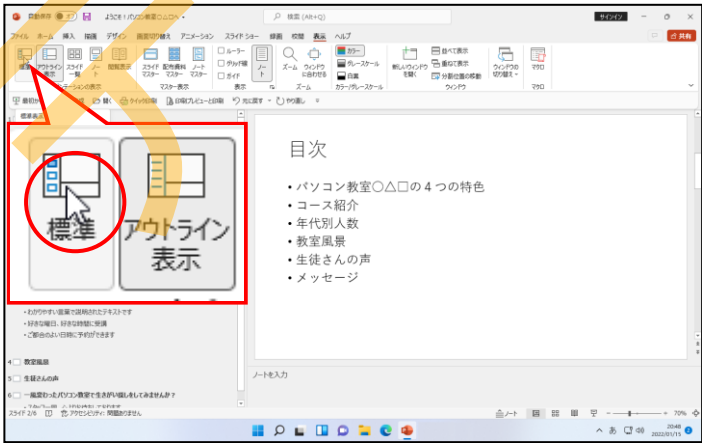 自動保存 オフ ようこそ！パソコン教室〇△□へ 検索 (Alt+Q) サインイン
ファイル ホーム 挿入 描画 デザイン 画面切り替え アニメーション スライド ショー 録画 校閲 表示 ヘルプ 共有
標準 アウトライン表示 スライド一覧 ノート 閲覧表示 スライドマスター 配布資料マスター ノートマスター ルーラー グリッド線 ガイド ノート ズーム ウィンドウに合わせる カラー グレースケール 白黒 新しいウィンドウを開く 並べて表示 重ねて表示 分割位置の移動 ウィンドウの切り替え マクロ
マスター表示 表示 ズーム カラー/グレースケール ウィンドウ マクロ
開く クイック印刷 印刷プレビューと印刷 元に戻す やり直し
標準
アウトライン
表示
目次
• パソコン教室〇△□の４つの特色
• コース紹介
• 年代別人数
• 教室風景
• 生徒さんの声
• メッセージ
• わかりやすい言葉で説明されたテキストです
• 好きな曜日、好きな時間に受講
• ご都合のよい日時に予約ができます
4 教室風景
5 生徒さんの声
6 一風変わったパソコン教室で生きがい探しをしてみませんか？
ノートを入力
スライド 2/6 アクセシビリティ: 問題ありません ノート 70%
あ 20:46
2022/01/15